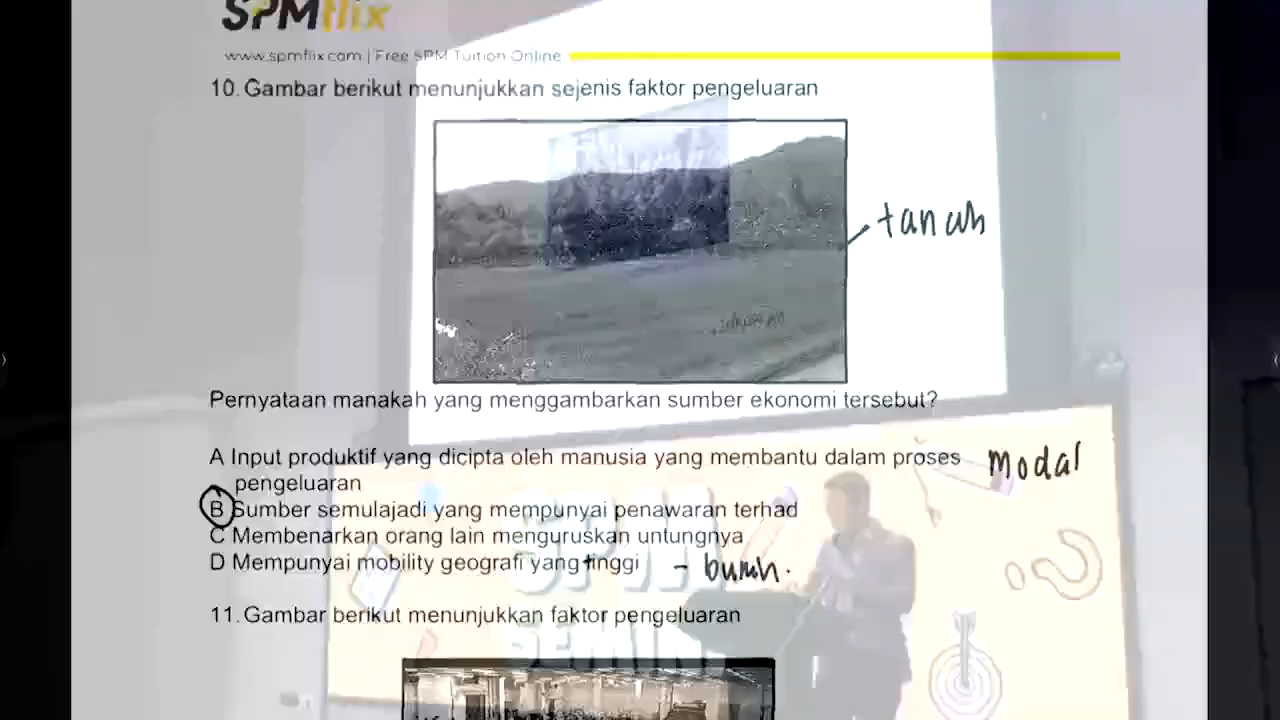 SPMflix
www.spmflix.com | Free SPM Tuition Online
10. Gambar berikut menunjukkan sejenis faktor pengeluaran
tanah
Pernyataan manakah yang menggambarkan sumber ekonomi tersebut?
A Input produktif yang dicipta oleh manusia yang membantu dalam proses
pengeluaran
Modal
B Sumber semulajadi yang mempunyai penawaran terhad
C Membenarkan orang lain menguruskan untungnya
D Mempunyai mobility geografi yang tinggi
- buruh.
11. Gambar berikut menunjukkan faktor pengeluaran
SPM